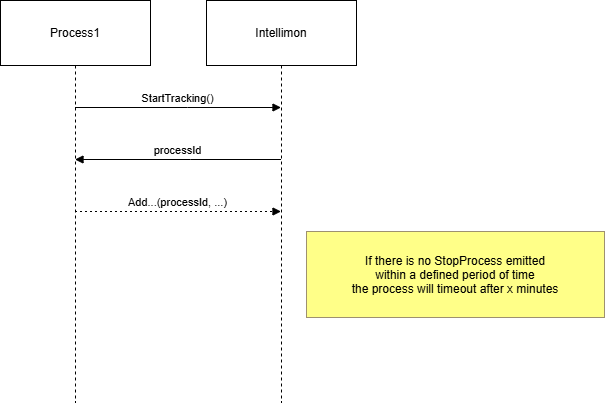 Process1
Intellimon
StartTracking()
processId
Add...(processId, ...)
If there is no StopProcess emitted
within a defined period of time
the process will timeout after x minutes